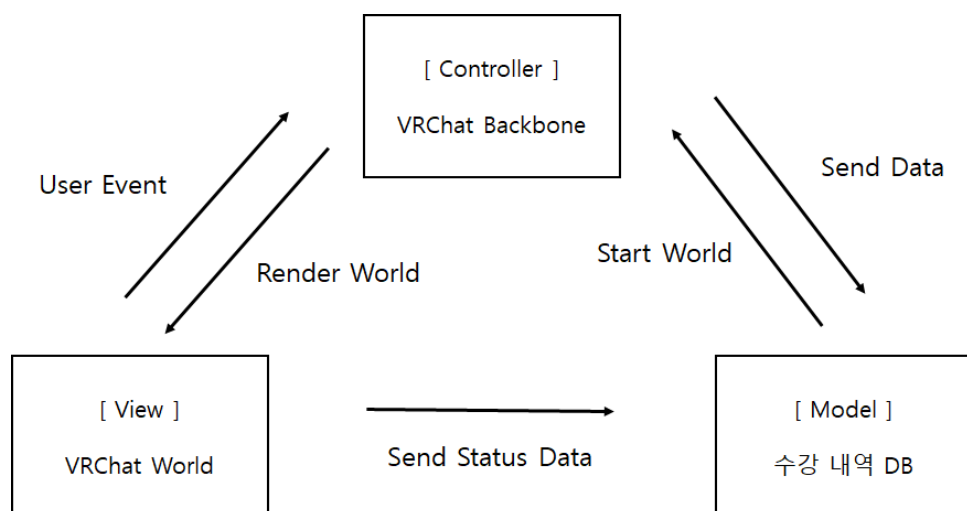 [ Controller ]
VRChat Backbone
User Event
Send Data
Render World
Start World
[ View ]
VRChat World
Send Status Data
[ Model ]
수강 내역 DB